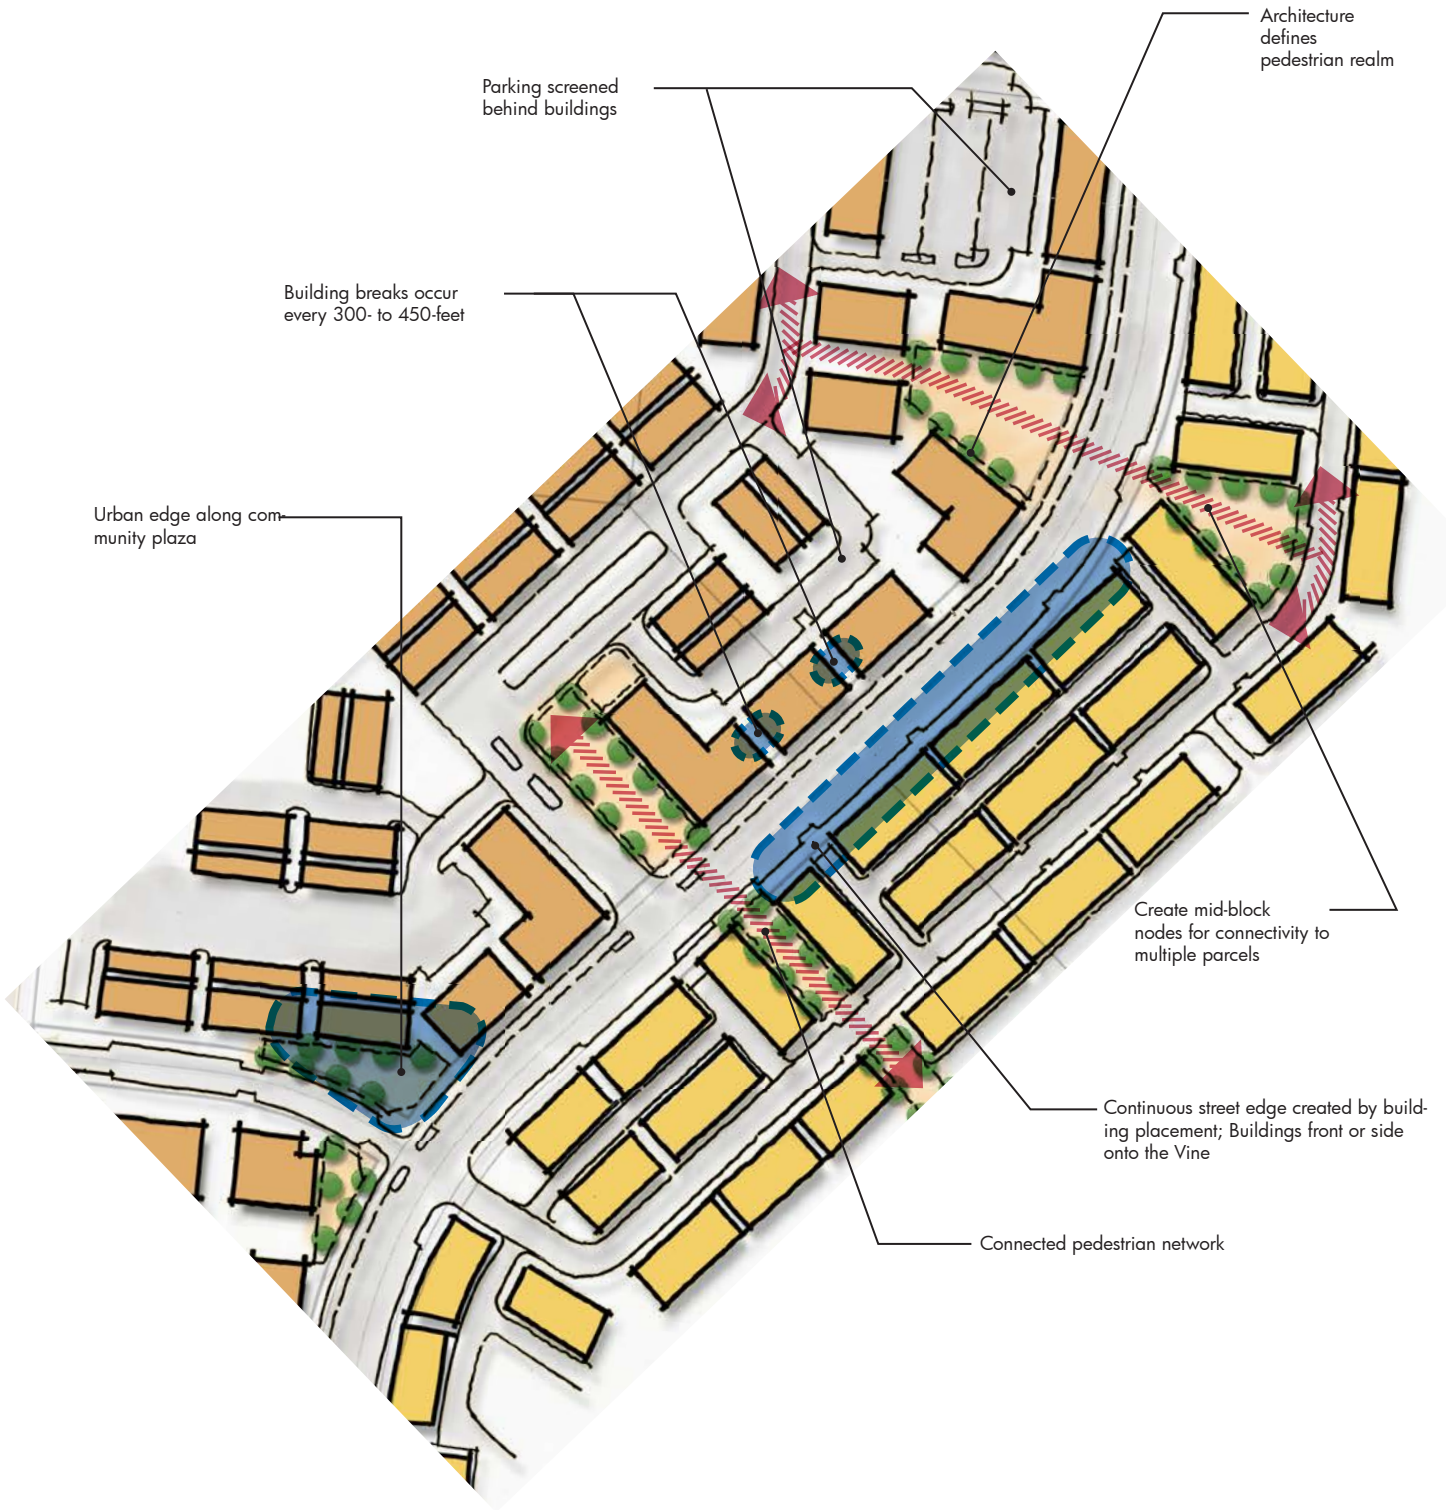 Architecture
defines
pedestrian realm
Parking screened
behind buildings
Building breaks occur
every 300- to 450-feet
Urban edge along com-
munity plaza
Create mid-block
nodes for connectivity to
multiple parcels
Continuous street edge created by build-
ing placement; Buildings front or side
onto the Vine
Connected pedestrian network